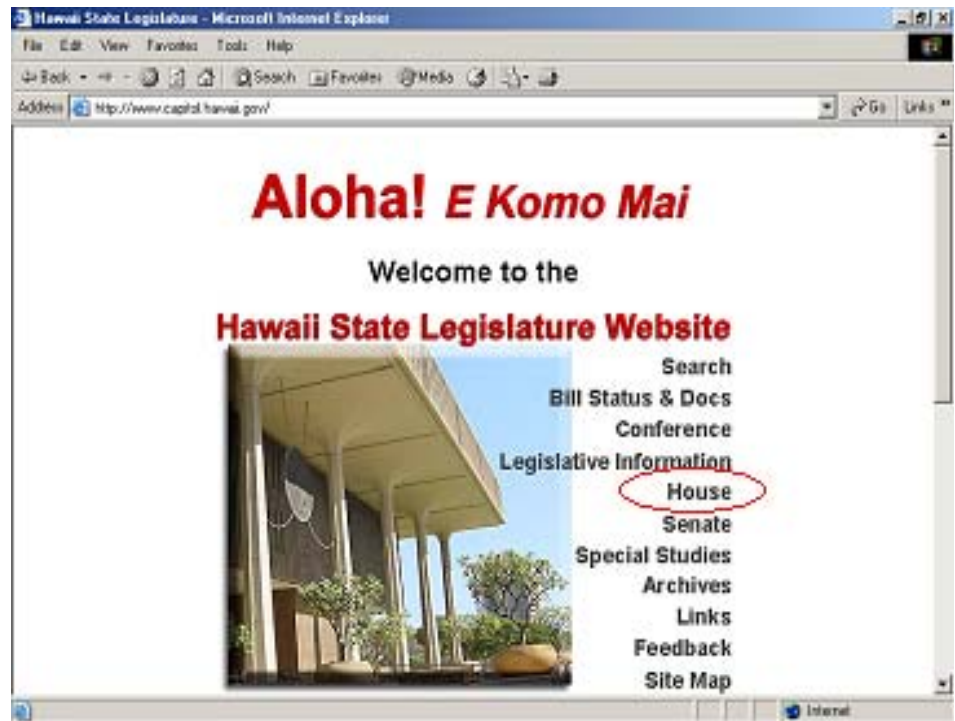 Hawaii State Legislature - Microsoft Internet Explorer
File Edit View Favorites Tools Help
Back Search Favorites Media
Address http://www.capitol.hawaii.gov/ Go Links »
Aloha! E Komo Mai
Welcome to the
Hawaii State Legislature Website
Search
Bill Status & Docs
Conference
Legislative Information
House
Senate
Special Studies
Archives
Links
Feedback
Site Map
Internet